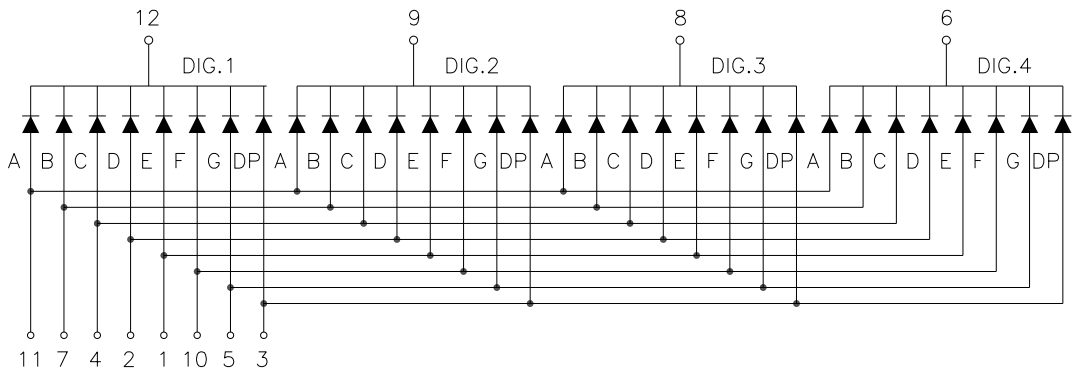 12 9 8 6
DIG.1 DIG.2 DIG.3 DIG.4
A B C D E F G DP A B C D E F G DP A B C D E F G DP A B C D E F G DP
11 7 4 2 1 10 5 3